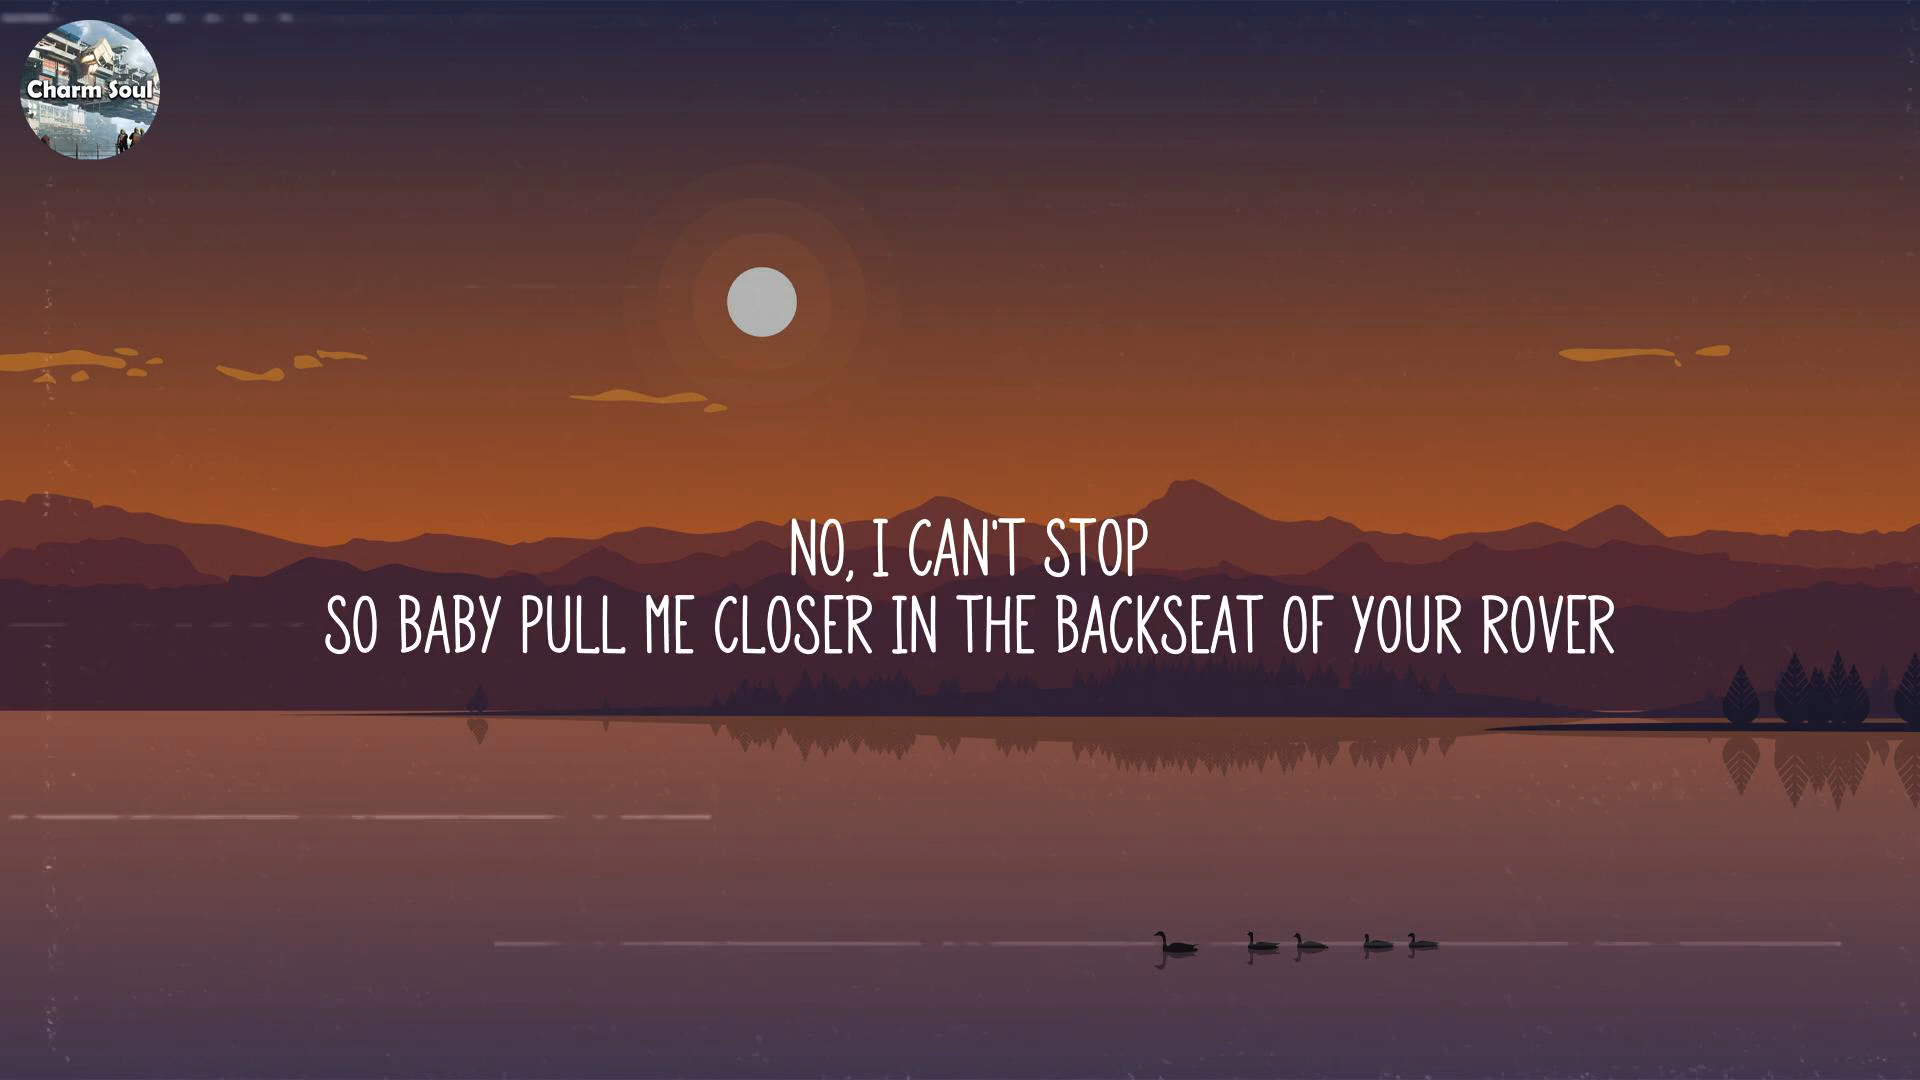 Charm Soul
NO, I CAN'T STOP
SO BABY PULL ME CLOSER IN THE BACKSEAT OF YOUR ROVER